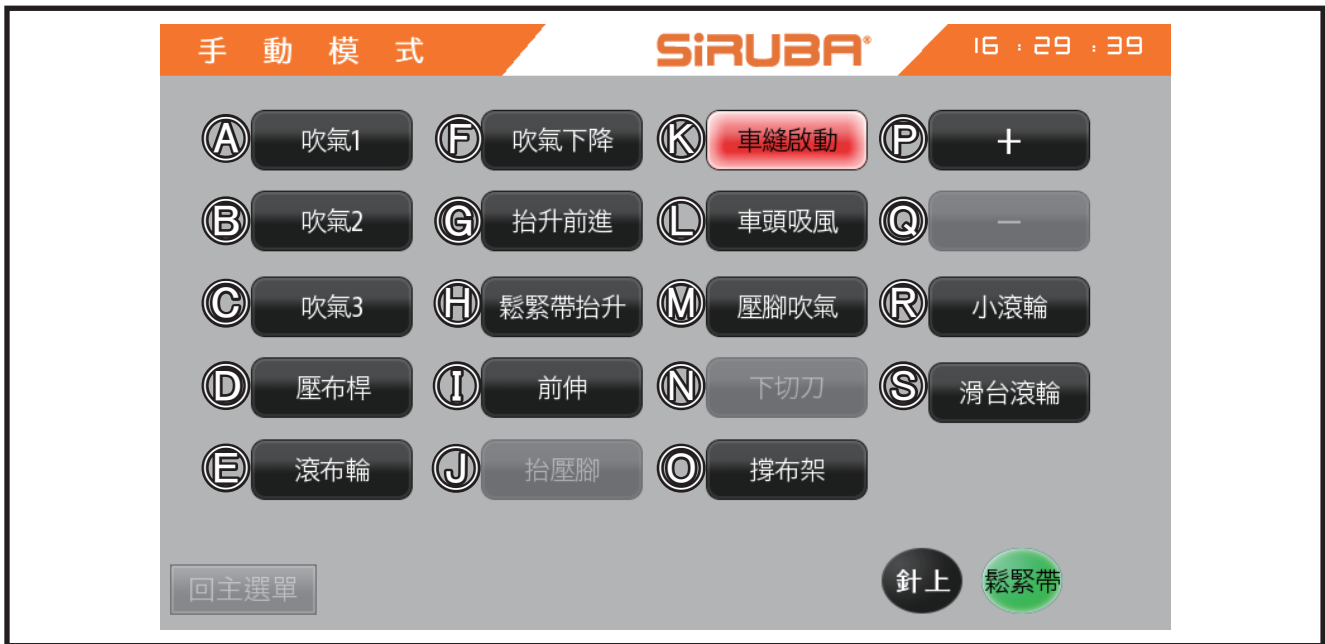 手動模式 SiRUBA® 16:29:39
Ⓐ 吹氣1 Ⓕ 吹氣下降 Ⓚ 車縫啟動 Ⓟ +
Ⓑ 吹氣2 Ⓖ 抬升前進 Ⓛ 車頭吸風 Ⓠ −
Ⓒ 吹氣3 Ⓗ 鬆緊帶抬升 Ⓜ 壓腳吹氣 Ⓡ 小滾輪
Ⓓ 壓布桿 Ⓘ 前伸 Ⓝ 下切刀 Ⓢ 滑台滾輪
Ⓔ 滾布輪 Ⓙ 抬壓腳 Ⓞ 撐布架
回主選單 針上 鬆緊帶